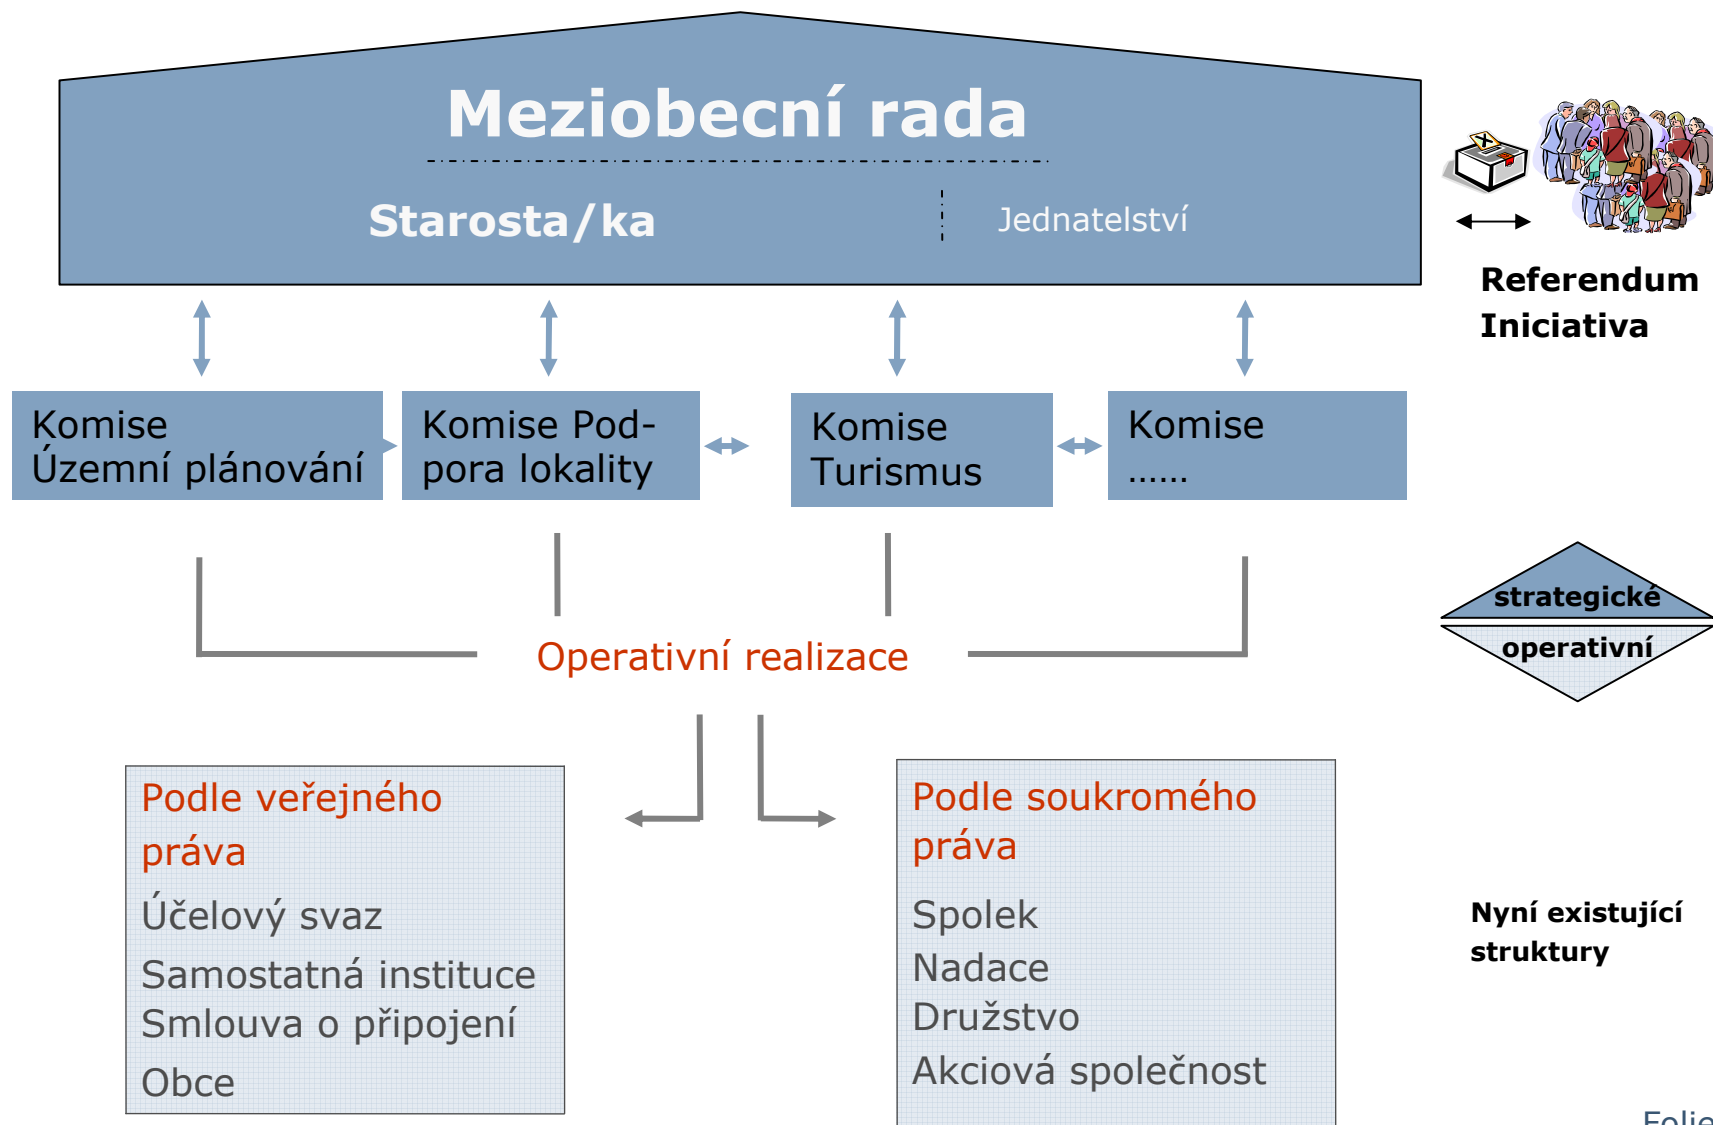 Meziobecní rada
Starosta/ka
Jednatelství
Referendum
Iniciativa
Komise
Územní plánování
Komise Pod-
pora lokality
Komise
Turismus
Komise
......
strategické
operativní
Operativní realizace
Podle veřejného
práva
Účelový svaz
Samostatná instituce
Smlouva o připojení
Obce
Podle soukromého
práva
Spolek
Nadace
Družstvo
Akciová společnost
Nyní existující
struktury
Folie